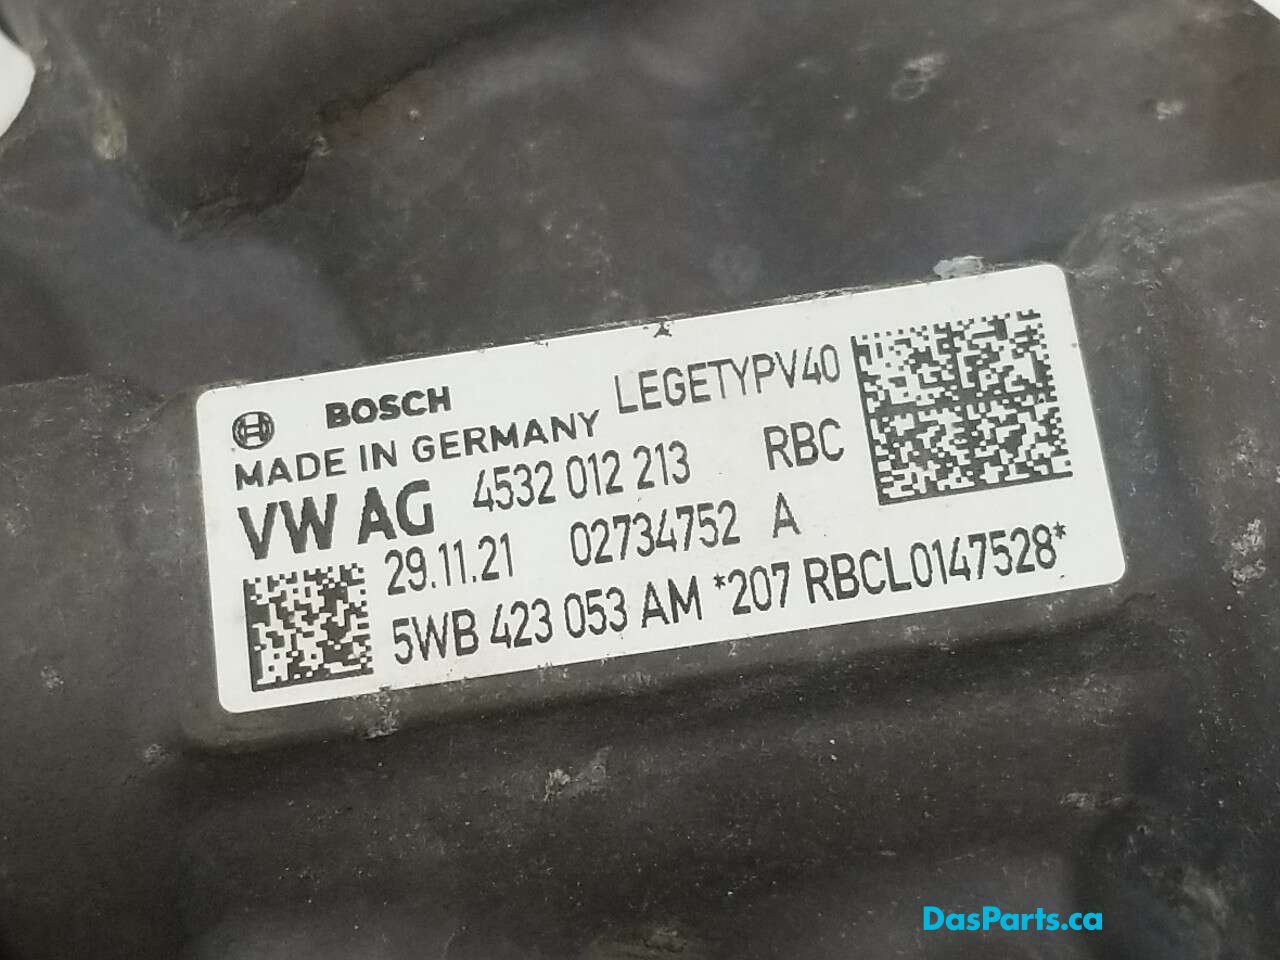 BOSCH LEGETYPV40
MADE IN GERMANY
VW AG 4532 012 213 RBC
29.11.21 02734752 A
5WB 423 053 AM *207 RBCL0147528*
DasParts.ca